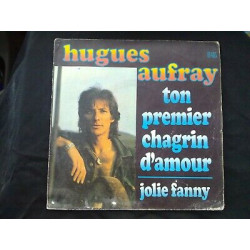 hugues
aufray
ton
premier
chagrin
d'amour
jolie fanny